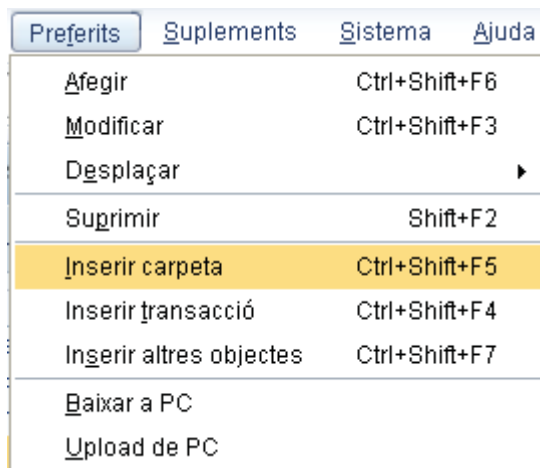 Preferits Suplements Sistema Ajuda
Afegir Ctrl+Shift+F6
Modificar Ctrl+Shift+F3
Desplaçar
Suprimir Shift+F2
Inserir carpeta Ctrl+Shift+F5
Inserir transacció Ctrl+Shift+F4
Inserir altres objectes Ctrl+Shift+F7
Baixar a PC
Upload de PC